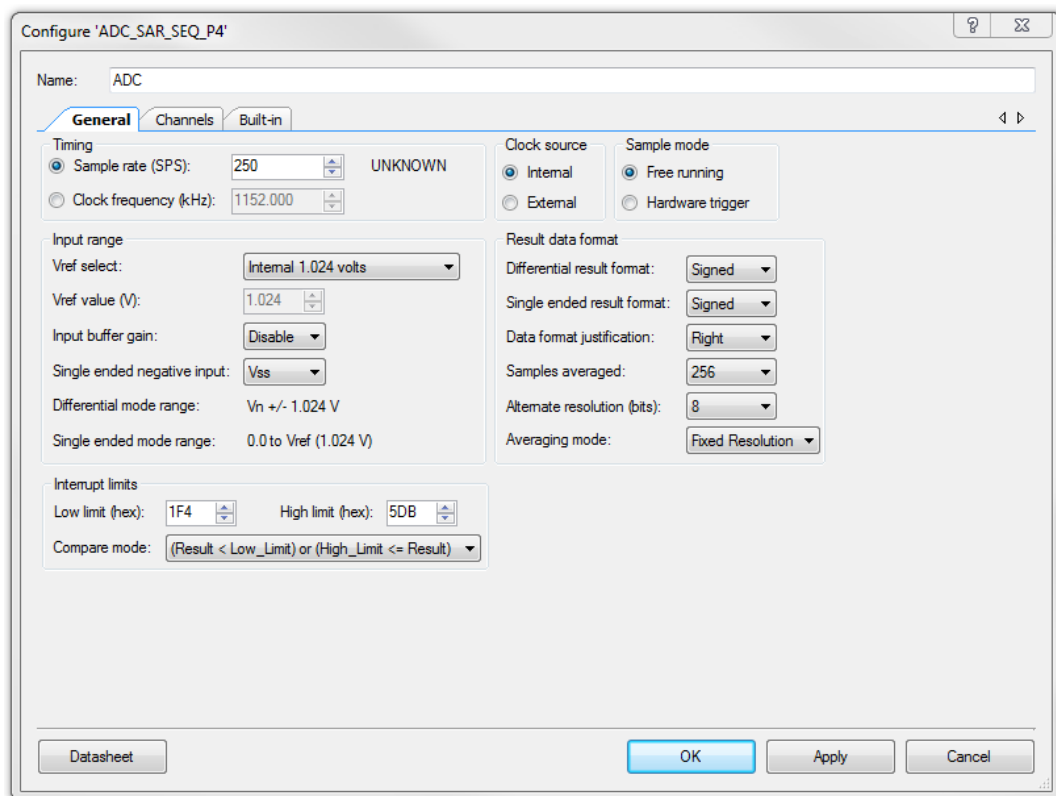 Configure 'ADC_SAR_SEQ_P4'
Name: ADC
General Channels Built-in
Timing
Sample rate (SPS): 250 UNKNOWN
Clock frequency (kHz): 1152.000
Clock source
Internal
External
Sample mode
Free running
Hardware trigger
Input range
Vref select: Internal 1.024 volts
Vref value (V): 1.024
Input buffer gain: Disable
Single ended negative input: Vss
Differential mode range: Vn +/- 1.024 V
Single ended mode range: 0.0 to Vref (1.024 V)
Result data format
Differential result format: Signed
Single ended result format: Signed
Data format justification: Right
Samples averaged: 256
Alternate resolution (bits): 8
Averaging mode: Fixed Resolution
Interrupt limits
Low limit (hex): 1F4 High limit (hex): 5DB
Compare mode: (Result < Low_Limit) or (High_Limit <= Result)
Datasheet OK Apply Cancel